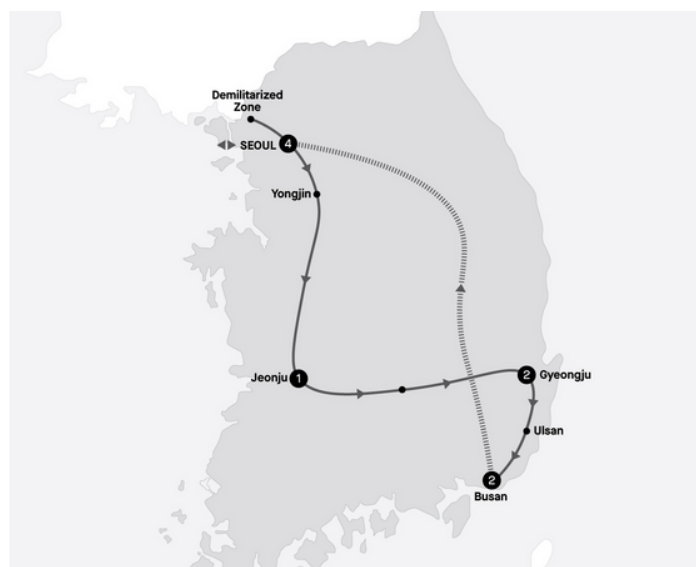 Demilitarized
Zone
SEOUL
4
Yongjin
Jeonju
1
2
Gyeongju
Ulsan
2
Busan